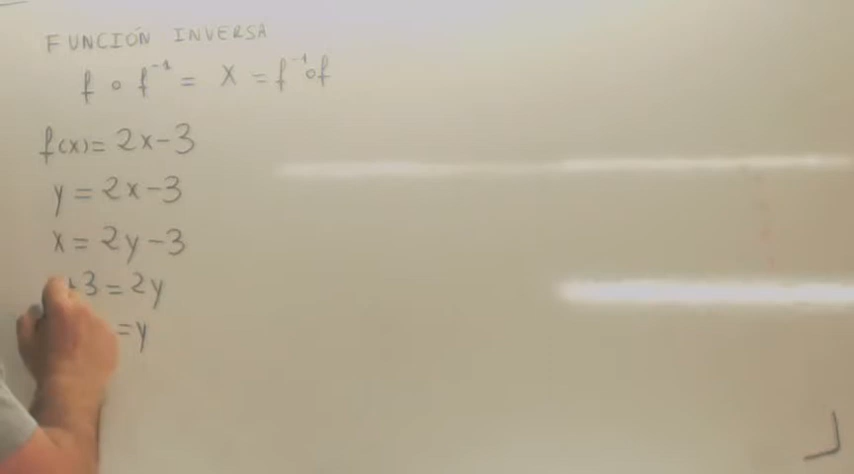 FUNCIÓN INVERSA
f ∘ f⁻¹ = x = f⁻¹∘f
f(x) = 2x-3
y = 2x-3
x = 2y-3
+3 = 2y
= y